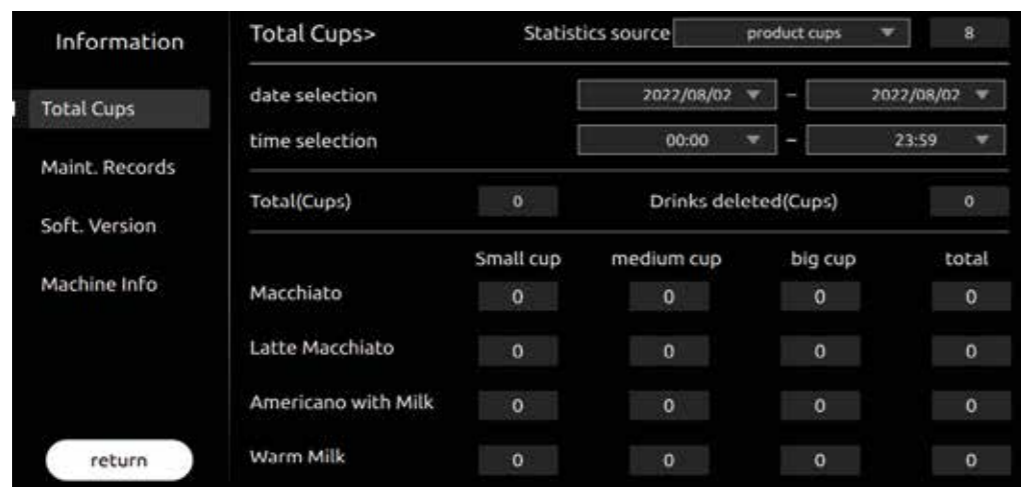 Information
Total Cups
Maint. Records
Soft. Version
Machine Info
return
Total Cups> Statistics source product cups 8
date selection 2022/08/02 – 2022/08/02
time selection 00:00 – 23:59
Total(Cups) 0 Drinks deleted(Cups) 0
Small cup medium cup big cup total
Macchiato 0 0 0 0
Latte Macchiato 0 0 0 0
Americano with Milk 0 0 0 0
Warm Milk 0 0 0 0